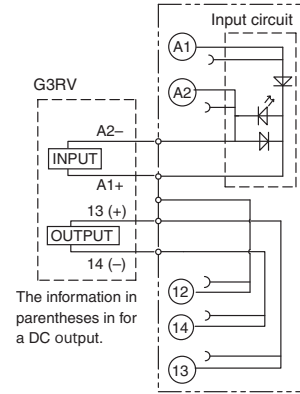 Input circuit
A1
G3RV
A2
A2–
INPUT
A1+
13 (+)
OUTPUT
14 (–)
The information in
parentheses in for
a DC output.
12
14
13